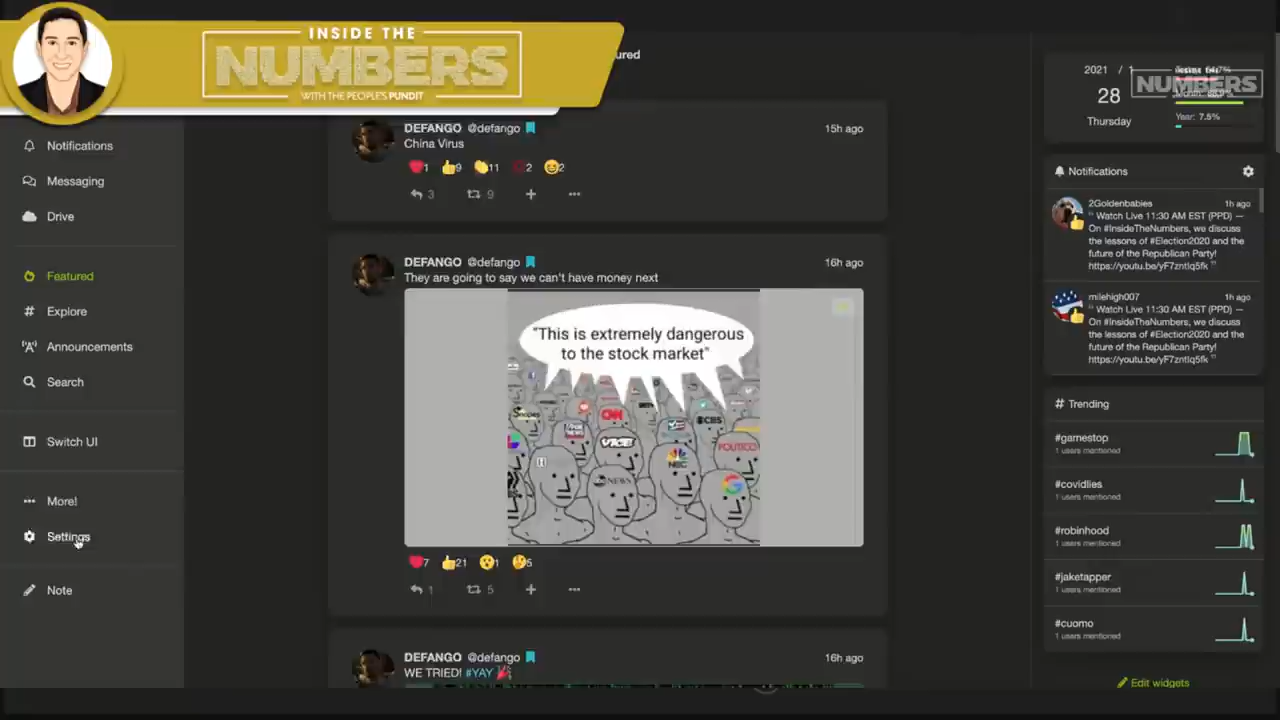 INSIDE THE
NUMBERS
WITH THE PEOPLE'S PUNDIT
ured
2021 / 1
28
Thursday
NUMBERS
Year: 7.5%
Notifications
Messaging
Drive
Featured
Explore
Announcements
Search
Switch UI
More!
Settings
Note
DEFANGO @defango
15h ago
China Virus
1 9 11 2 2
3 9
DEFANGO @defango
16h ago
They are going to say we can't have money next
"This is extremely dangerous
to the stock market"
Snopes
CNN
CBS
VICE
POLITICO
NBC
abc NEWS
G
H
7 21 1 5
1 5
DEFANGO @defango
16h ago
WE TRIED! #YAY
Notifications
2Goldenbabies
1h ago
" Watch Live 11:30 AM EST (PPD) —
On #InsideTheNumbers, we discuss
the lessons of #Election2020 and the
future of the Republican Party!
https://youtu.be/yF7zntlq5fk "
milehigh007
1h ago
" Watch Live 11:30 AM EST (PPD) —
On #InsideTheNumbers, we discuss
the lessons of #Election2020 and the
future of the Republican Party!
https://youtu.be/yF7zntlq5fk "
# Trending
#gamestop
1 users mentioned
#covidlies
1 users mentioned
#robinhood
1 users mentioned
#jaketapper
1 users mentioned
#cuomo
1 users mentioned
Edit widgets